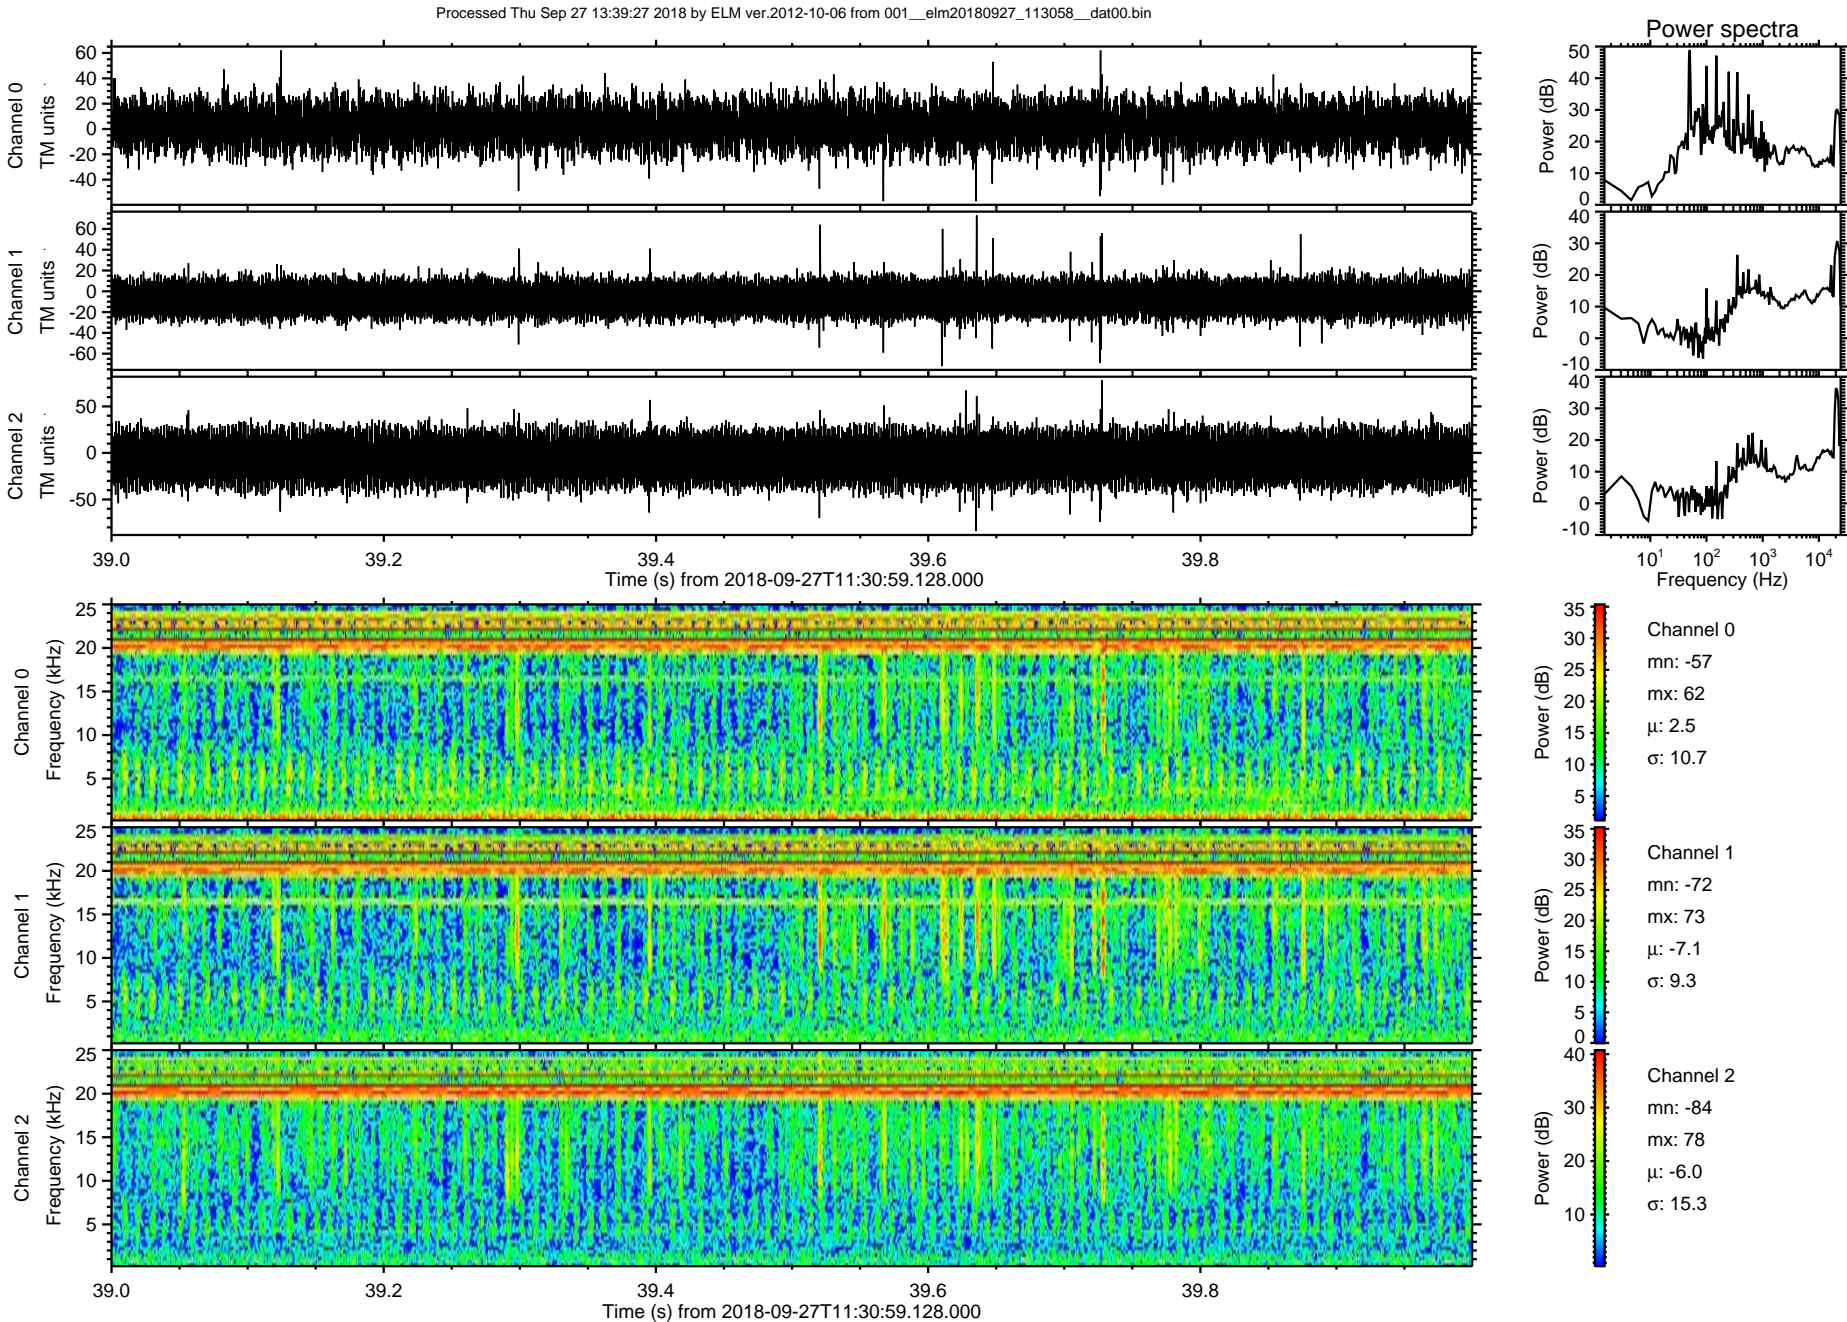 Processed Thu Sep 27 13:39:27 2018 by ELM ver.2012-10-06 from 001__elm20180927_113058__dat00.bin
Power spectra
Channel 0
TM units
60
40
20
0
-20
-40
Power (dB)
50
40
30
20
10
0
Channel 1
TM units
60
40
20
0
-20
-40
-60
Power (dB)
40
30
20
10
0
-10
Channel 2
TM units
50
0
-50
Power (dB)
40
30
20
10
0
-10
39.0 39.2 39.4 39.6 39.8
Time (s) from 2018-09-27T11:30:59.128.000
10^1 10^2 10^3 10^4
Frequency (Hz)
Channel 0
Frequency (kHz)
25
20
15
10
5
Power (dB)
35
30
25
20
15
10
5
Channel 0
mn: -57
mx: 62
μ: 2.5
σ: 10.7
Channel 1
Frequency (kHz)
25
20
15
10
5
Power (dB)
35
30
25
20
15
10
5
0
Channel 1
mn: -72
mx: 73
μ: -7.1
σ: 9.3
Channel 2
Frequency (kHz)
25
20
15
10
5
Power (dB)
40
30
20
10
Channel 2
mn: -84
mx: 78
μ: -6.0
σ: 15.3
39.0 39.2 39.4 39.6 39.8
Time (s) from 2018-09-27T11:30:59.128.000